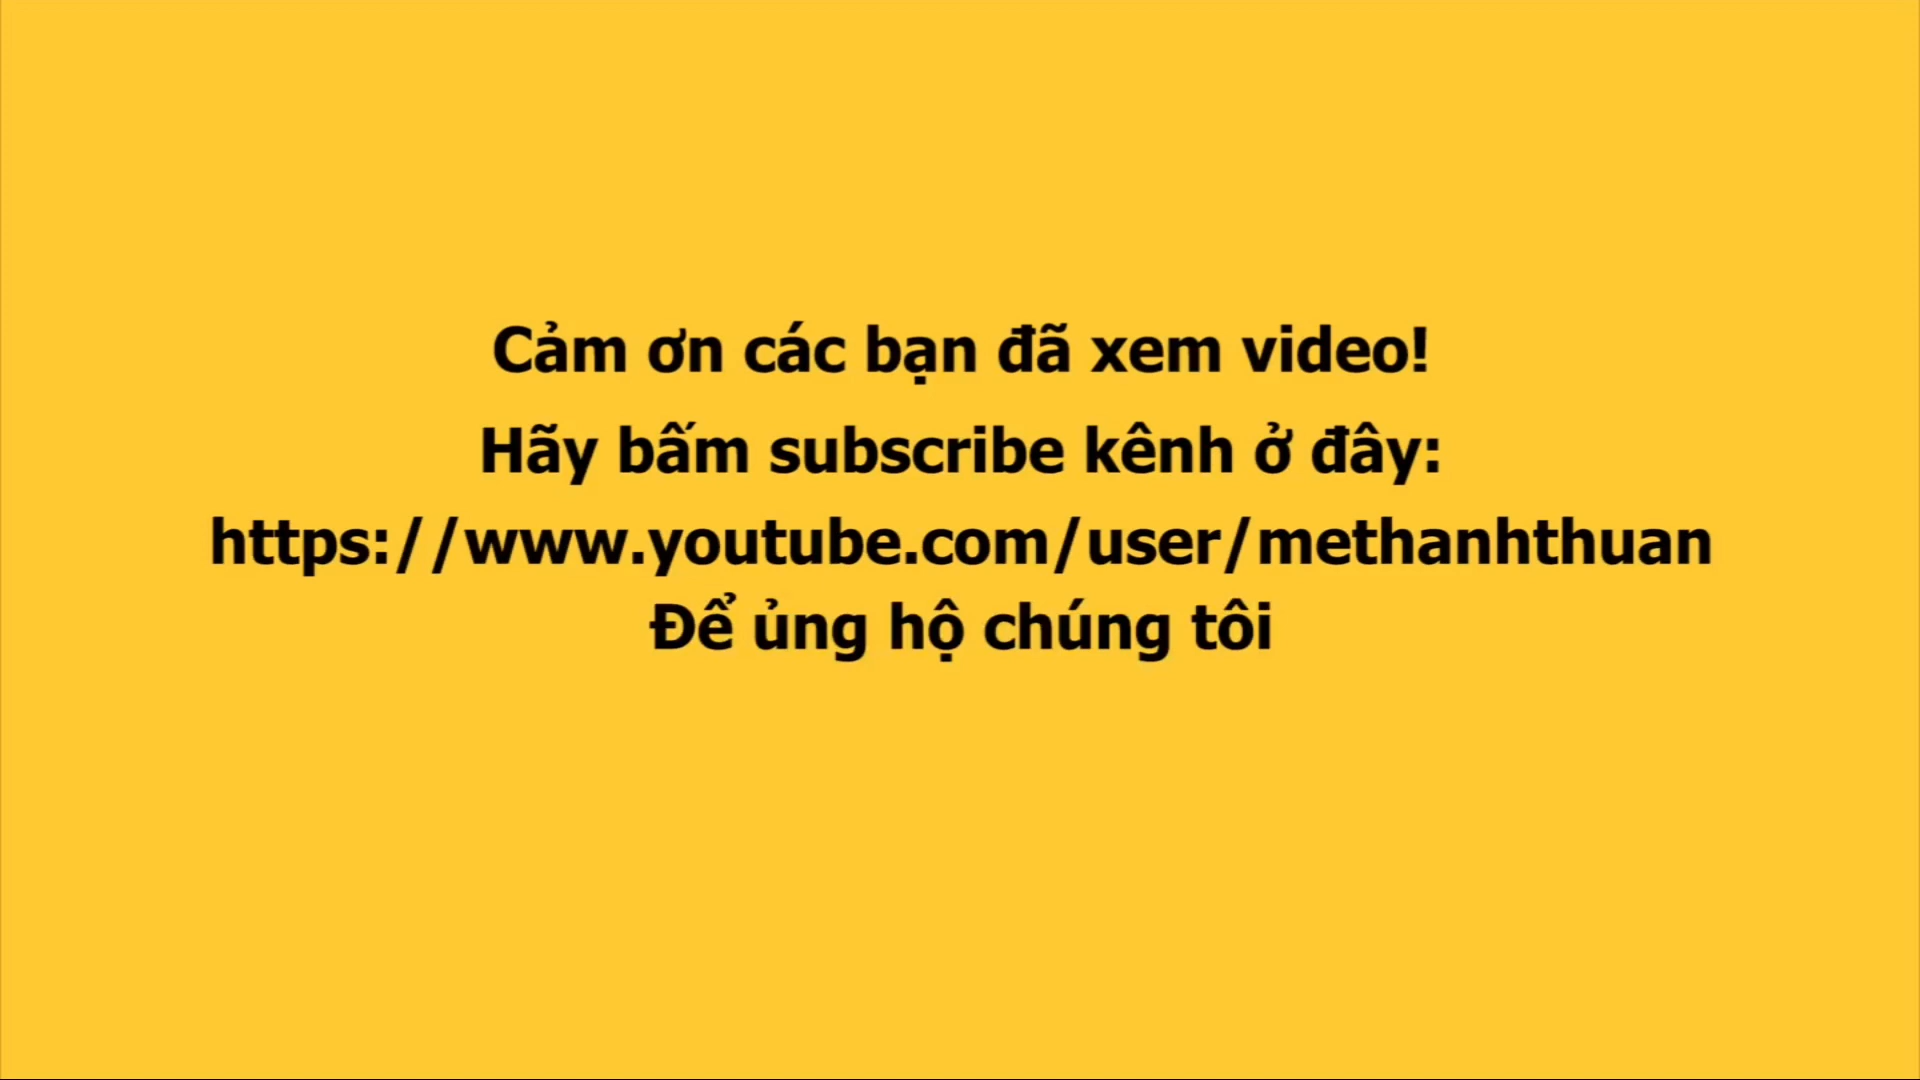 Cảm ơn các bạn đã xem video!
Hãy bấm subscribe kênh ở đây:
https://www.youtube.com/user/methanhthuan
Để ủng hộ chúng tôi